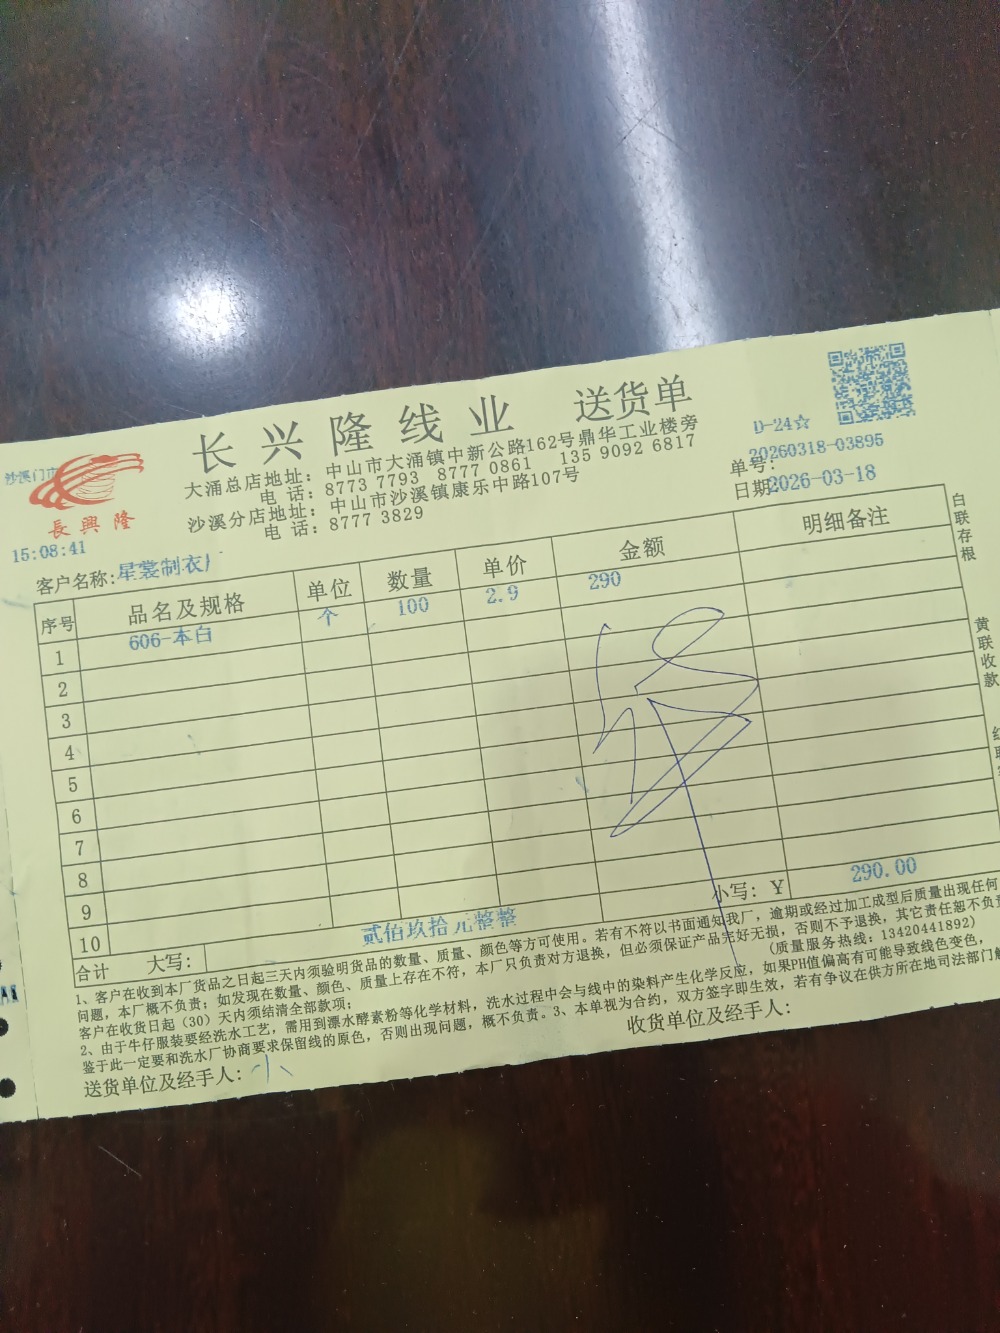 长兴隆线业 送货单
沙溪门市
長興隆
大涌总店地址：中山市大涌镇中新公路162号鼎华工业楼旁
电 话：8773 7793 8777 0861 135 9092 6817
沙溪分店地址：中山市沙溪镇康乐中路107号
电 话：8777 3829
D-24☆
单号：20260318-03895
日期：2026-03-18
15:08:41
客户名称：星裳制衣厂
序号 品名及规格 单位 数量 单价 金额 明细备注
1 606-本白 个 100 2.9 290
2
3
4
5
6
7
8
9
10
合计 大写：贰佰玖拾元整整 小写：￥ 290.00
1、客户在收到本厂货品之日起三天内须验明货品的数量、质量、颜色等方可使用。若有不符以书面通知我厂，逾期或经过加工成型后质量出现任何
问题，本厂概不负责；如发现在数量、颜色、质量上存在不符，本厂只负责对方退换，但必须保证产品完好无损，否则不予退换，其它责任恕不负责
客户在收货日起（30）天内须结清全部款项； （质量服务热线：13420441892）
2、由于牛仔服装要经洗水工艺，需用到漂水酵素粉等化学材料，洗水过程中会与线中的染料产生化学反应，如果PH值偏高有可能导致线色变色，
鉴于此一定要和洗水厂协商要求保留线的原色，否则出现问题，概不负责。3、本单视为合约，双方签字即生效，若有争议在供方所在地司法部门解
送货单位及经手人：小 收货单位及经手人：
白联存根
黄联收款